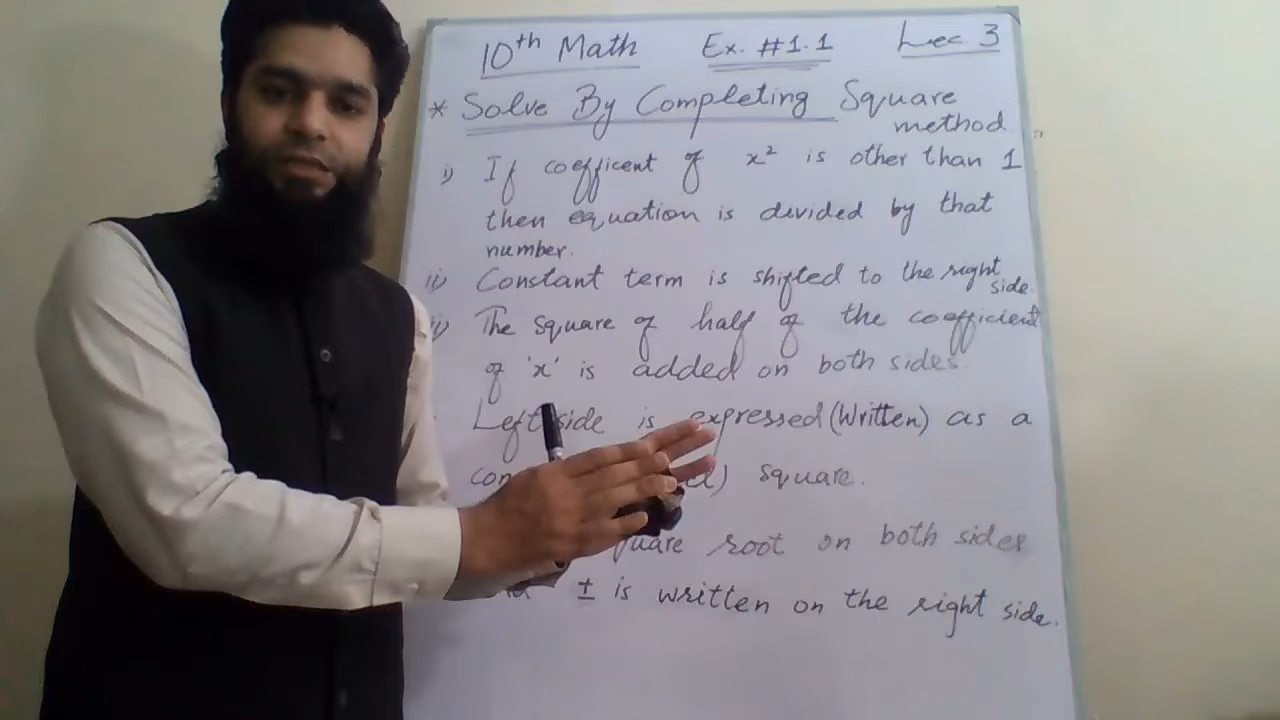 10th Math Ex. #1.1 Lec 3
* Solve By Completing Square
method.
i) If coefficent of x² is other than 1
then equation is divided by that
number.
ii) Constant term is shifted to the right
side.
The square of half of the coefficient
of 'x' is added on both sides
Left side is expressed (Written) as a
square.
root on both sides
± is written on the right side.